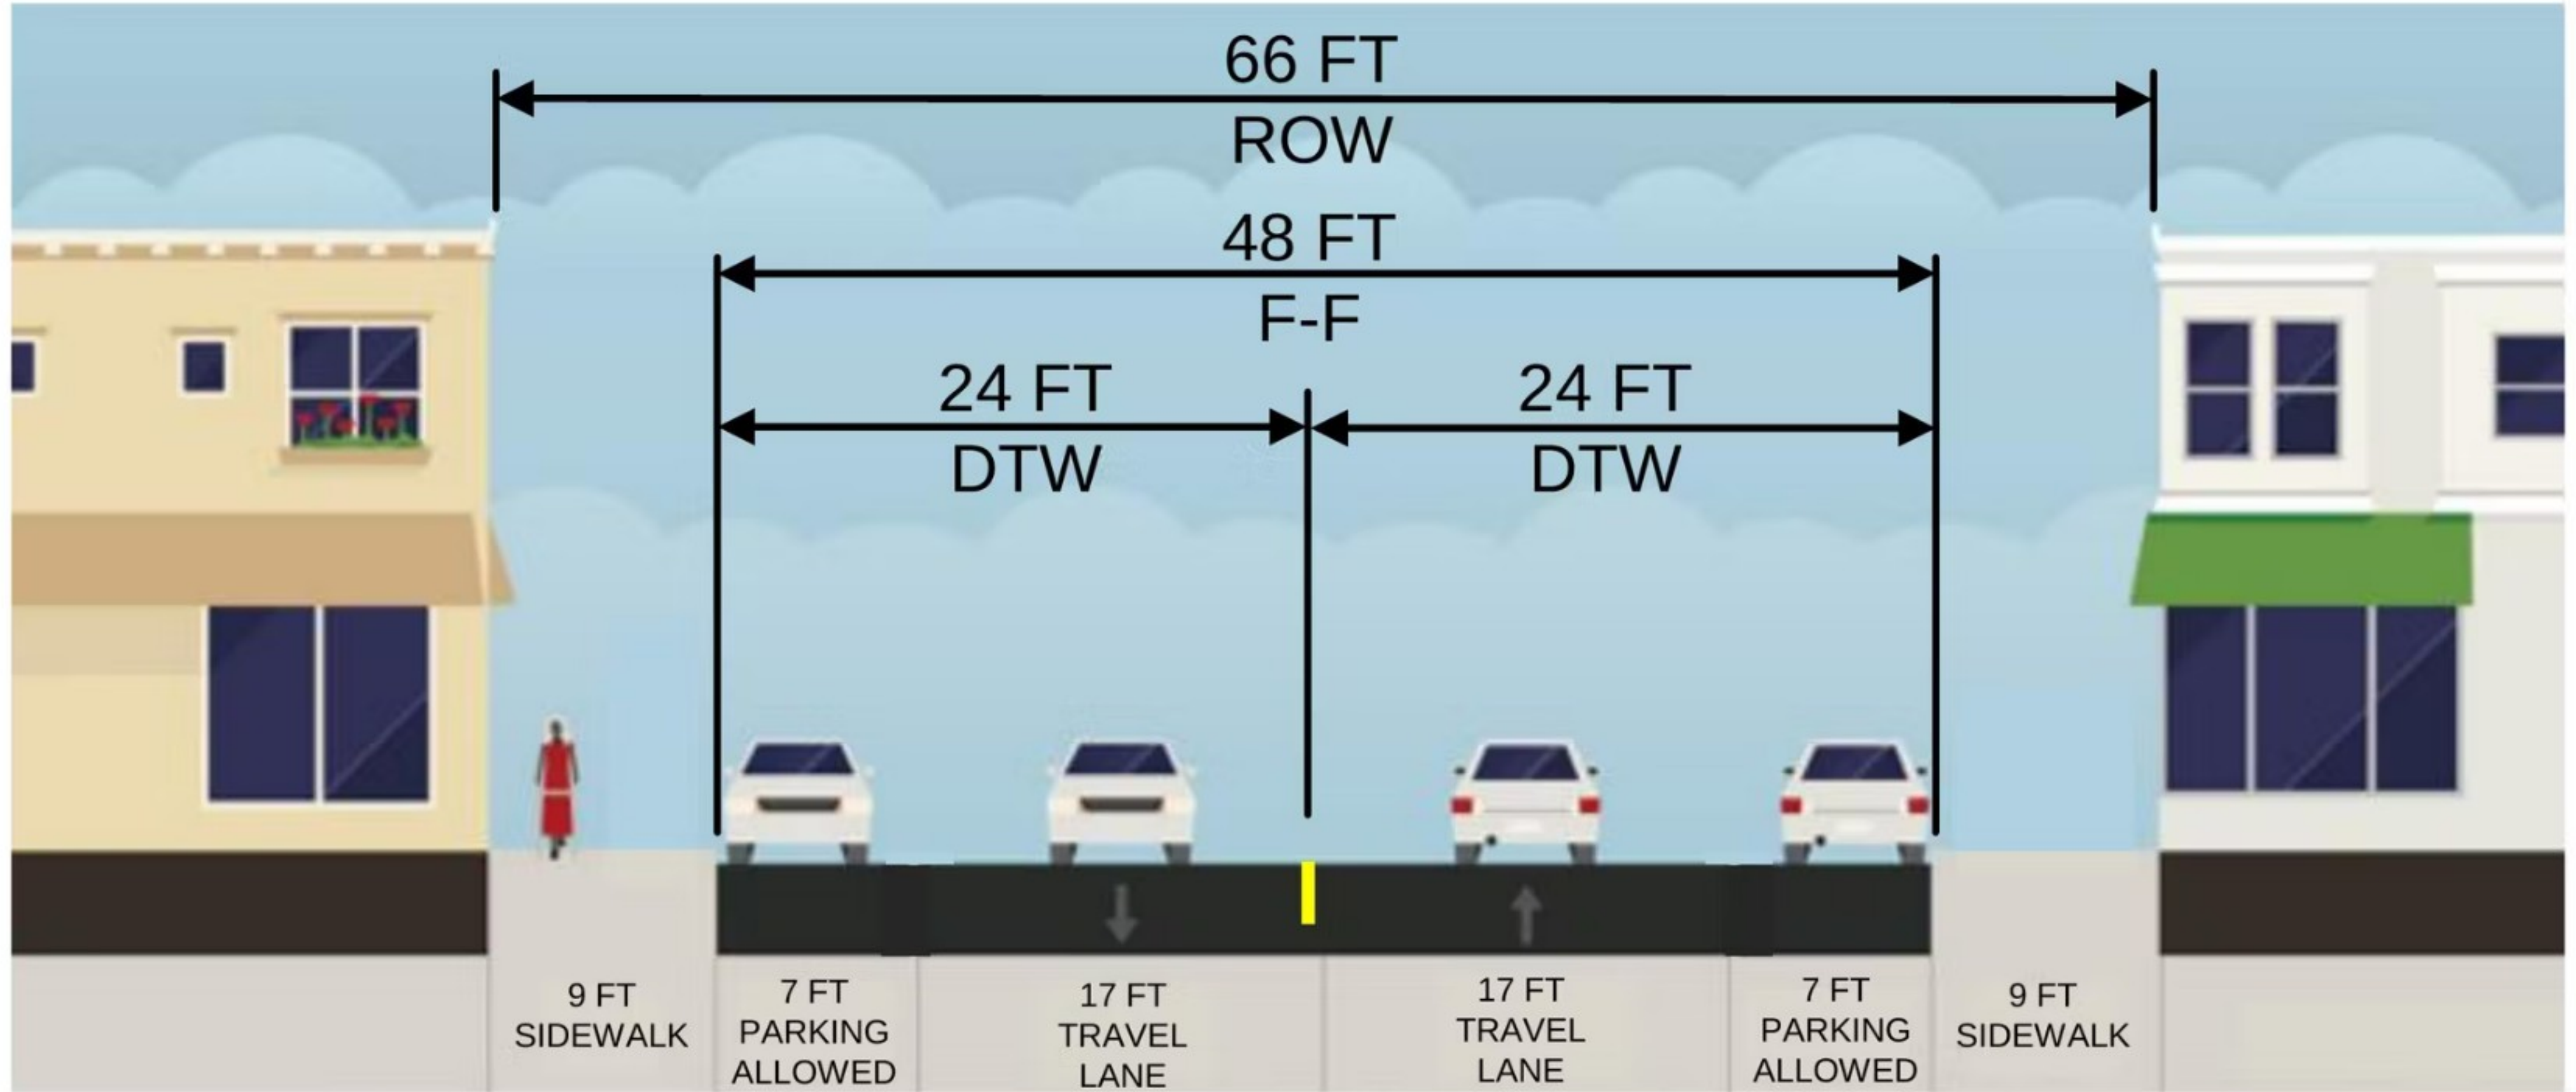 66 FT
ROW
48 FT
F-F
24 FT
DTW
24 FT
DTW
9 FT
SIDEWALK
7 FT
PARKING
ALLOWED
17 FT
TRAVEL
LANE
17 FT
TRAVEL
LANE
7 FT
PARKING
ALLOWED
9 FT
SIDEWALK